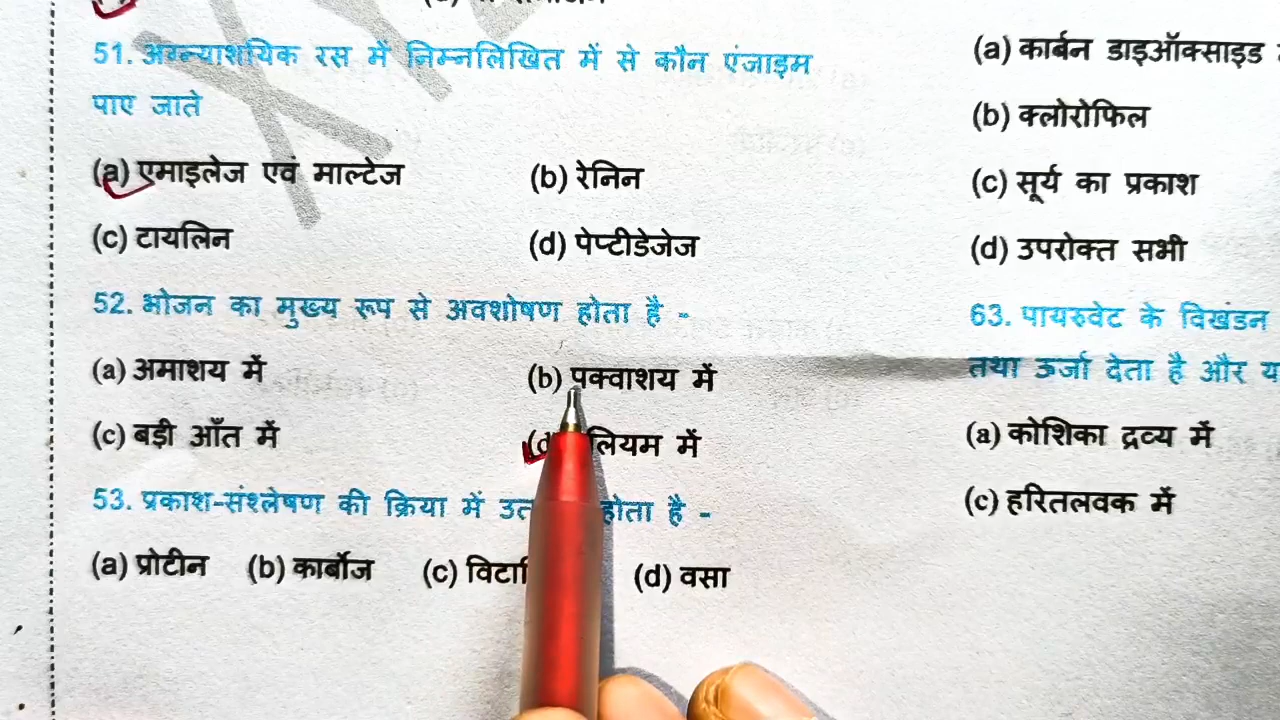 51. अग्न्याशयिक रस में निम्नलिखित में से कौन एंजाइम
पाए जाते
(a) एमाइलेज एवं माल्टेज
(b) रेनिन
(c) टायलिन
(d) पेप्टीडेजेज
52. भोजन का मुख्य रूप से अवशोषण होता है -
(a) अमाशय में
(b) पक्वाशय में
(c) बड़ी आँत में
(d) लियम में
53. प्रकाश-संश्लेषण की क्रिया में होता है -
(a) प्रोटीन (b) कार्बोज (c) (d) वसा
(a) कार्बन डाइऑक्साइड
(b) क्लोरोफिल
(c) सूर्य का प्रकाश
(d) उपरोक्त सभी
63. पायरुवेट के विखंडन
तथा ऊर्जा देता है और
(a) कोशिका द्रव्य में
(c) हरितलवक में